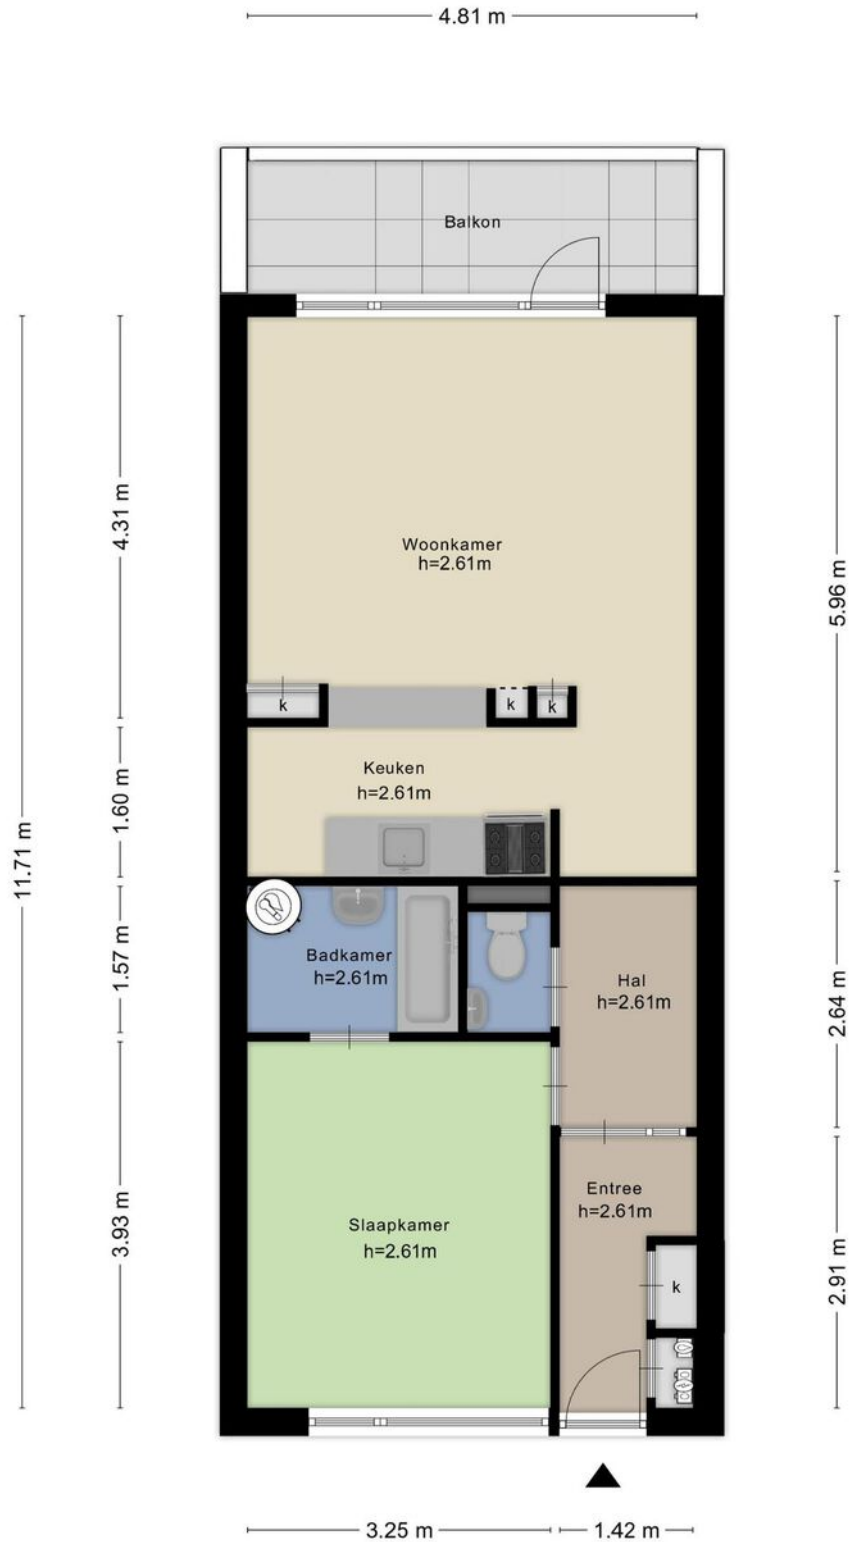 4.81 m
Balkon
4.31 m
5.96 m
Woonkamer
h=2.61m
k
k
k
Keuken
h=2.61m
1.60 m
11.71 m
Badkamer
h=2.61m
1.57 m
Hal
h=2.61m
2.64 m
Entree
h=2.61m
Slaapkamer
h=2.61m
3.93 m
k
2.91 m
3.25 m
1.42 m